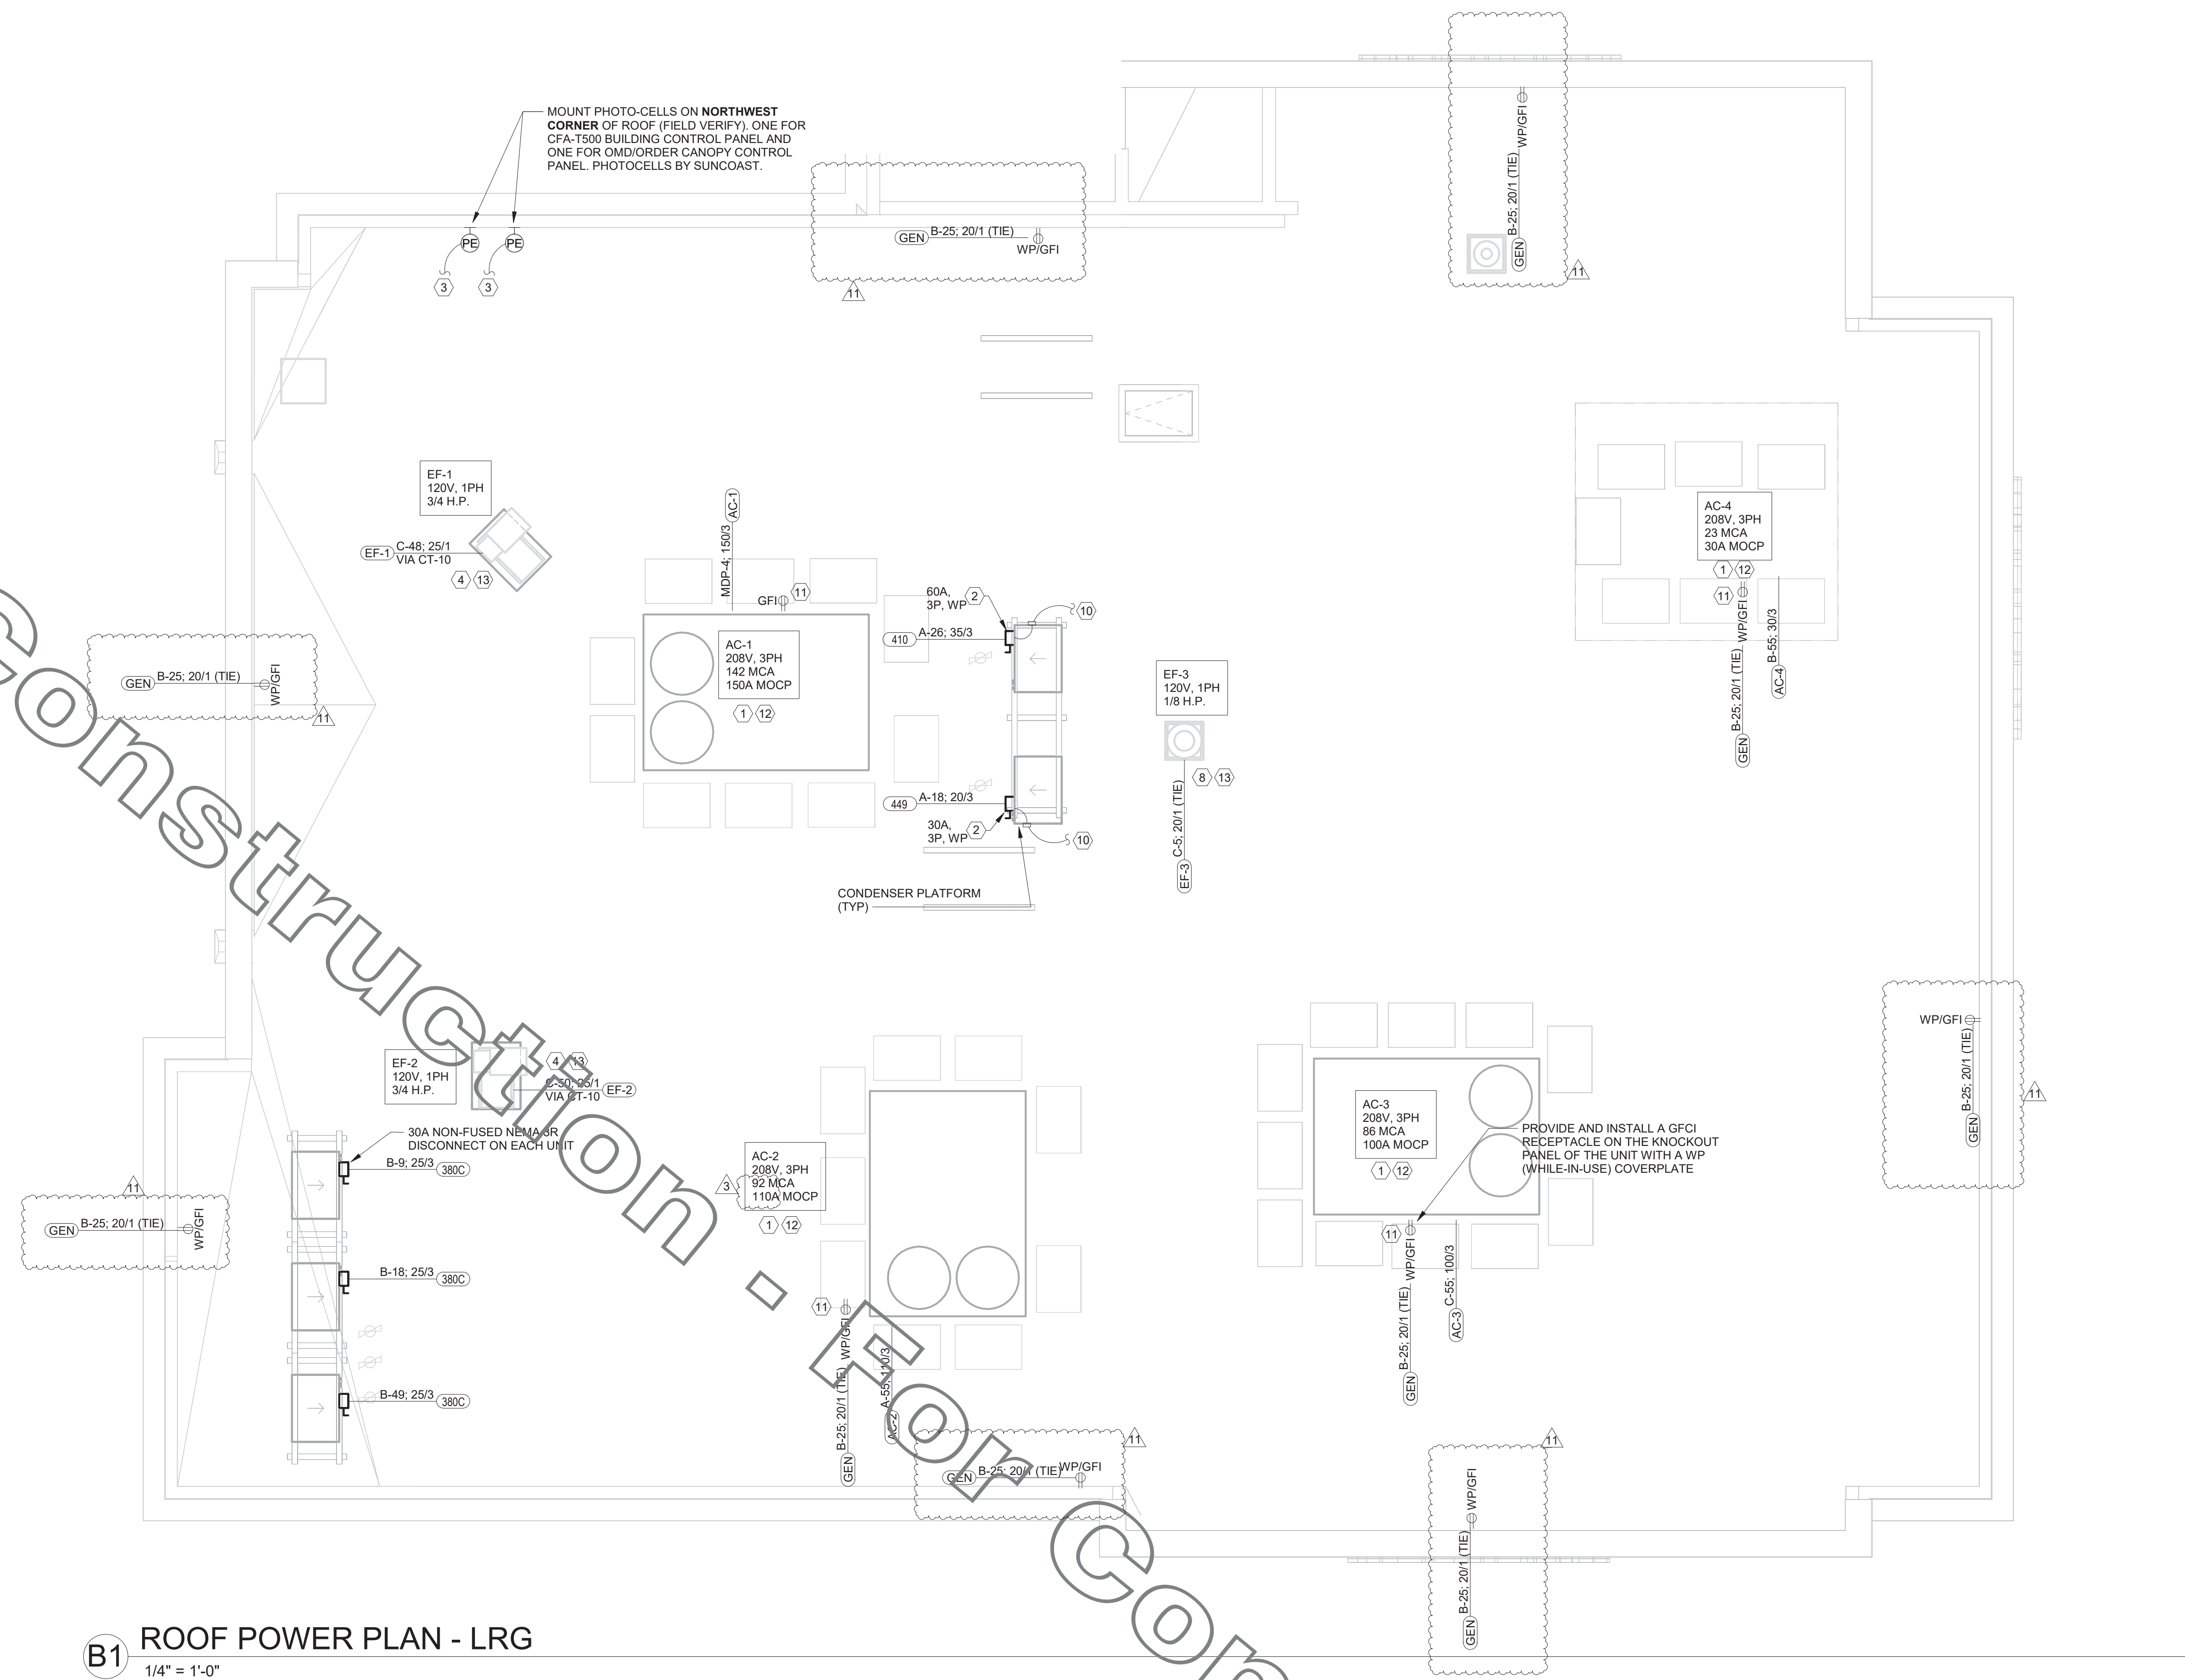 MOUNT PHOTO-CELLS ON NORTHWEST
CORNER OF ROOF (FIELD VERIFY). ONE FOR
CFA-T500 BUILDING CONTROL PANEL AND
ONE FOR OMD/ORDER CANOPY CONTROL
PANEL. PHOTOCELLS BY SUNCOAST.
PE
PE
3
3
GEN
B-25; 20/1 (TIE)
WP/GFI
11
WP/GFI
B-25; 20/1 (TIE)
GEN
11
EF-1
120V, 1PH
3/4 H.P.
EF-1
C-48; 25/1
VIA CT-10
4
13
AC-1
MDP-4; 150/3
GFI
11
AC-1
208V, 3PH
142 MCA
150A MOCP
1
12
60A,
3P, WP
2
10
410
A-26; 35/3
449
A-18; 20/3
30A,
3P, WP
2
10
CONDENSER PLATFORM
(TYP)
EF-3
120V, 1PH
1/8 H.P.
8
13
C-5; 20/1 (TIE)
EF-3
AC-4
208V, 3PH
23 MCA
30A MOCP
1
12
11
WP/GFI
B-25; 20/1 (TIE)
GEN
B-55; 30/3
AC-4
GEN
B-25; 20/1 (TIE)
WP/GFI
11
WP/GFI
B-25; 20/1 (TIE)
GEN
11
EF-2
120V, 1PH
3/4 H.P.
4
13
C-50; 25/1
VIA CT-10
EF-2
30A NON-FUSED NEMA 3R
DISCONNECT ON EACH UNIT
B-9; 25/3
380C
B-18; 25/3
380C
B-49; 25/3
380C
11
GEN
B-25; 20/1 (TIE)
WP/GFI
3
AC-2
208V, 3PH
92 MCA
110A MOCP
1
12
11
WP/GFI
B-25; 20/1 (TIE)
GEN
A-55; 110/3
AC-2
AC-3
208V, 3PH
86 MCA
100A MOCP
1
12
PROVIDE AND INSTALL A GFCI
RECEPTACLE ON THE KNOCKOUT
PANEL OF THE UNIT WITH A WP
(WHILE-IN-USE) COVERPLATE
11
WP/GFI
B-25; 20/1 (TIE)
GEN
C-55; 100/3
AC-3
GEN
B-25; 20/1 (TIE)
WP/GFI
11
11
WP/GFI
B-25; 20/1 (TIE)
GEN
Construction - For Con
B1
ROOF POWER PLAN - LRG
1/4" = 1'-0"